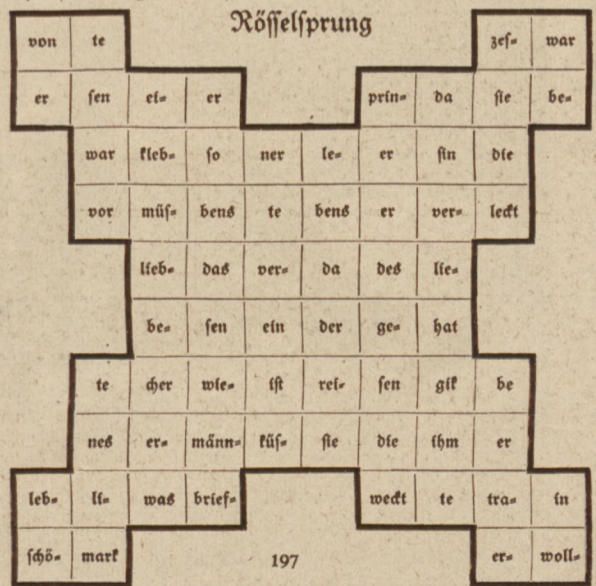 Rösselsprung
von te zes- war
er sen ei- er prin- da sie be-
war kleb- so ner le- er sin die
vor müs- bens te bens er ver- leckt
lieb- das ver- da des lie-
be- sen ein der ge- hat
te cher wie- ist rei- sen gik be
nes er- männ- küs- sie die ihm er
leb- li- was brief- weckt te tra- in
schö- mark er- woll-
197